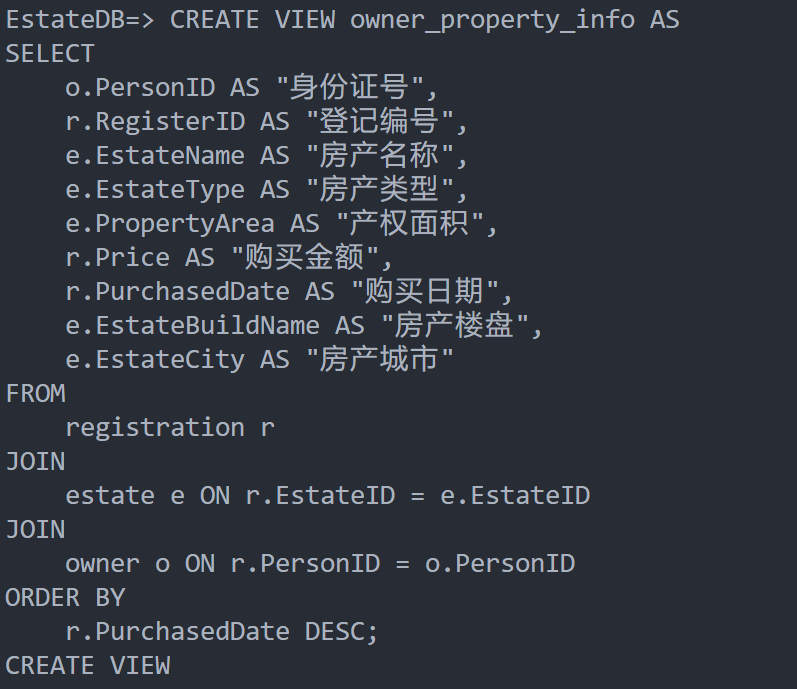 EstateDB=> CREATE VIEW owner_property_info AS
SELECT
    o.PersonID AS "身份证号",
    r.RegisterID AS "登记编号",
    e.EstateName AS "房产名称",
    e.EstateType AS "房产类型",
    e.PropertyArea AS "产权面积",
    r.Price AS "购买金额",
    r.PurchasedDate AS "购买日期",
    e.EstateBuildName AS "房产楼盘",
    e.EstateCity AS "房产城市"
FROM
    registration r
JOIN
    estate e ON r.EstateID = e.EstateID
JOIN
    owner o ON r.PersonID = o.PersonID
ORDER BY
    r.PurchasedDate DESC;
CREATE VIEW